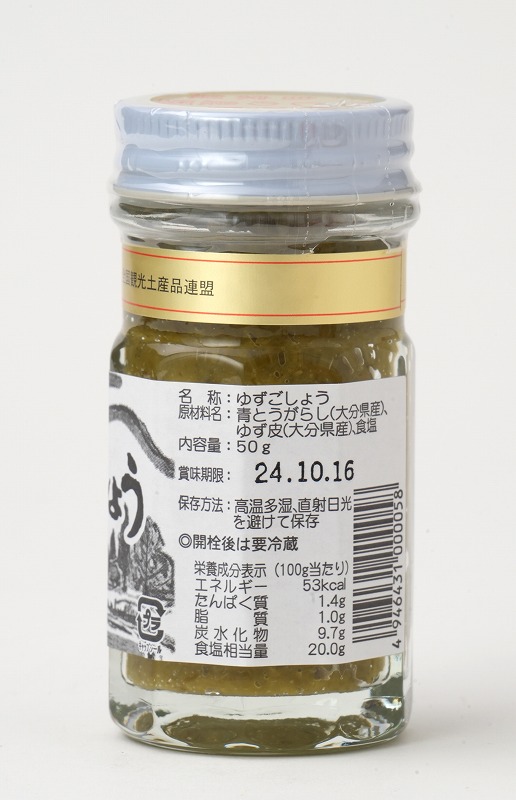 観光土産品連盟
名　称：ゆずごしょう
原材料名：青とうがらし(大分県産)、
ゆず皮(大分県産)、食塩
内容量：50g
賞味期限： 24.10.16
保存方法：高温多湿、直射日光
を避けて保存
◎開栓後は要冷蔵
栄養成分表示（100g当たり）
エネルギー 53kcal
たんぱく質 1.4g
脂　質 1.0g
炭水化物 9.7g
食塩相当量 20.0g
4946431000058
ょう
プラ